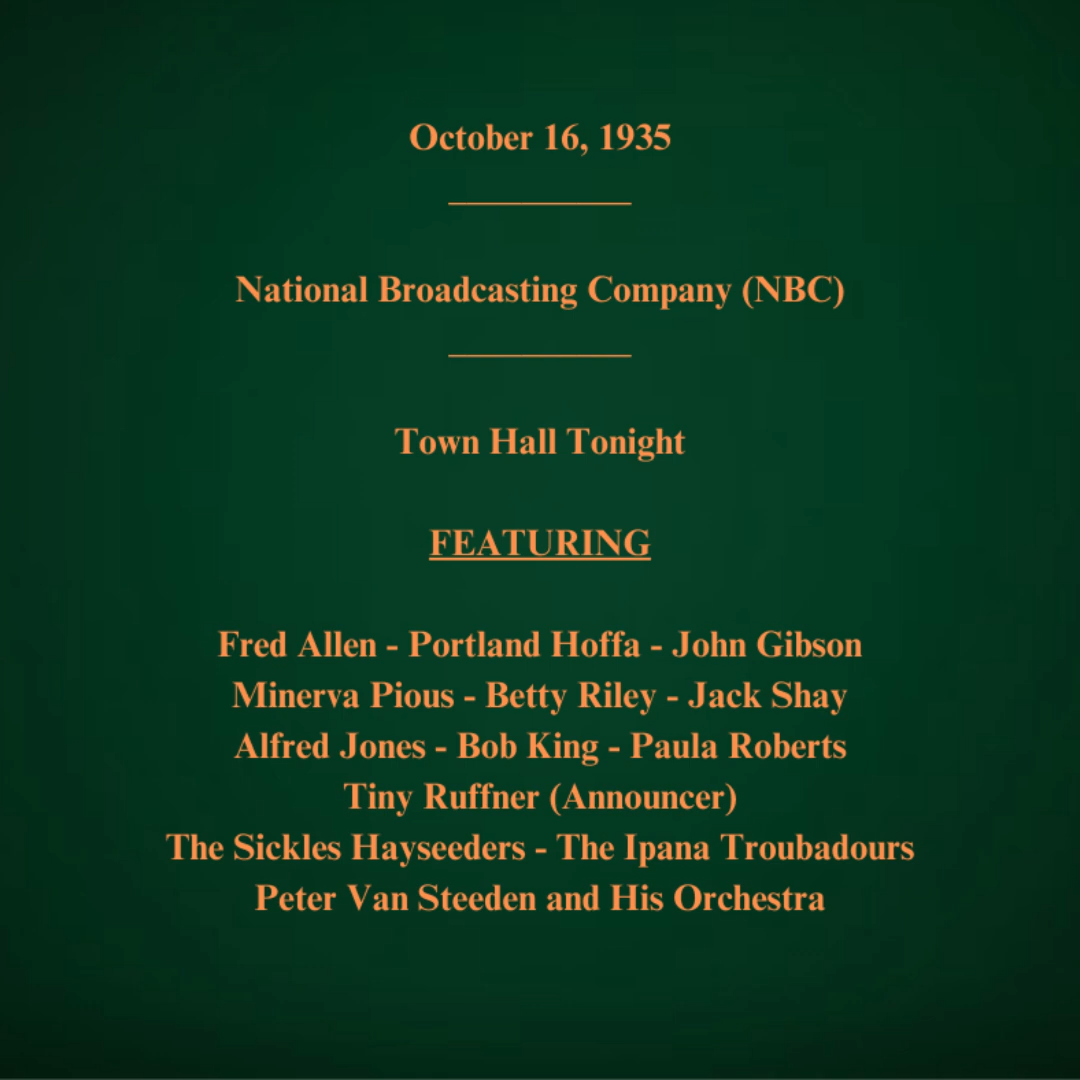 October 16, 1935
National Broadcasting Company (NBC)
Town Hall Tonight
FEATURING
Fred Allen - Portland Hoffa - John Gibson
Minerva Pious - Betty Riley - Jack Shay
Alfred Jones - Bob King - Paula Roberts
Tiny Ruffner (Announcer)
The Sickles Hayseeders - The Ipana Troubadours
Peter Van Steeden and His Orchestra